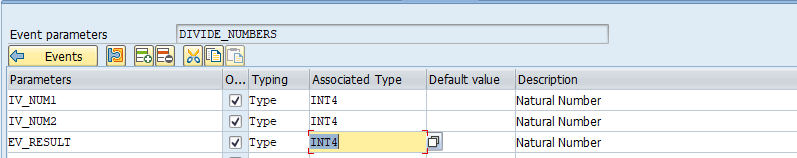 Event parameters DIVIDE_NUMBERS
Events
Parameters O... Typing Associated Type Default value Description
IV_NUM1 Type INT4 Natural Number
IV_NUM2 Type INT4 Natural Number
EV_RESULT Type INT4 Natural Number